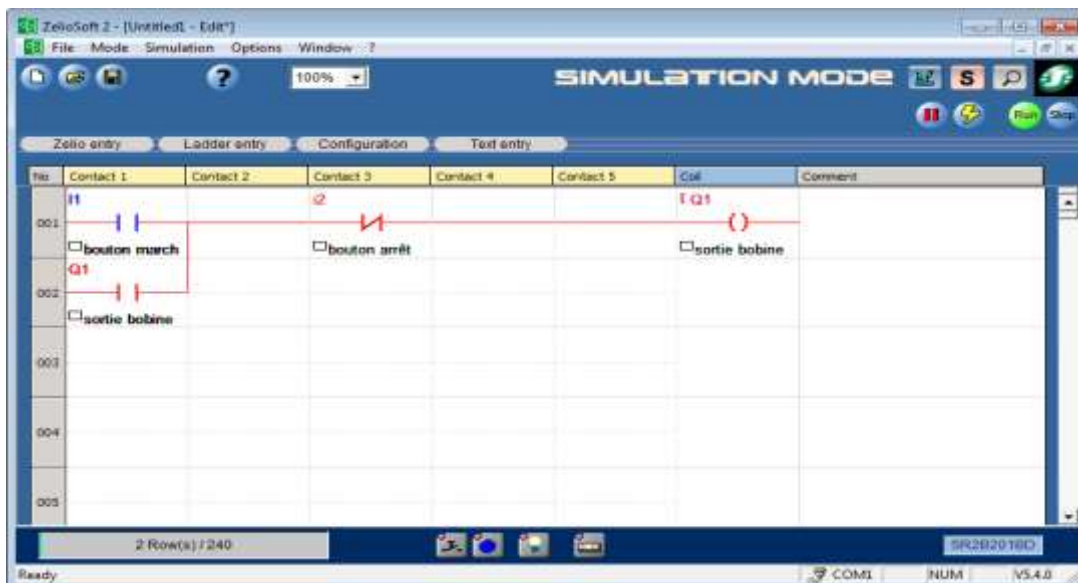 ZelioSoft 2 - [Untitled1 - Edit*]
File Mode Simulation Options Window ?
100% SIMULATION MODE S
Run Stop
Zelio entry Ladder entry Configuration Text entry
No Contact 1 Contact 2 Contact 3 Contact 4 Contact 5 Coil Comment
I1 i2 [ Q1
001
bouton march bouton arrêt sortie bobine
Q1
002
sortie bobine
003
004
005
2 Row(s) / 240 SR2B201BD
Ready COM1 NUM V5.4.0